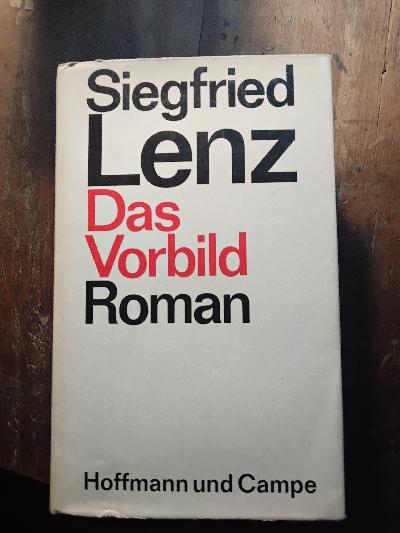 Siegfried
Lenz
Das
Vorbild
Roman
Hoffmann und Campe